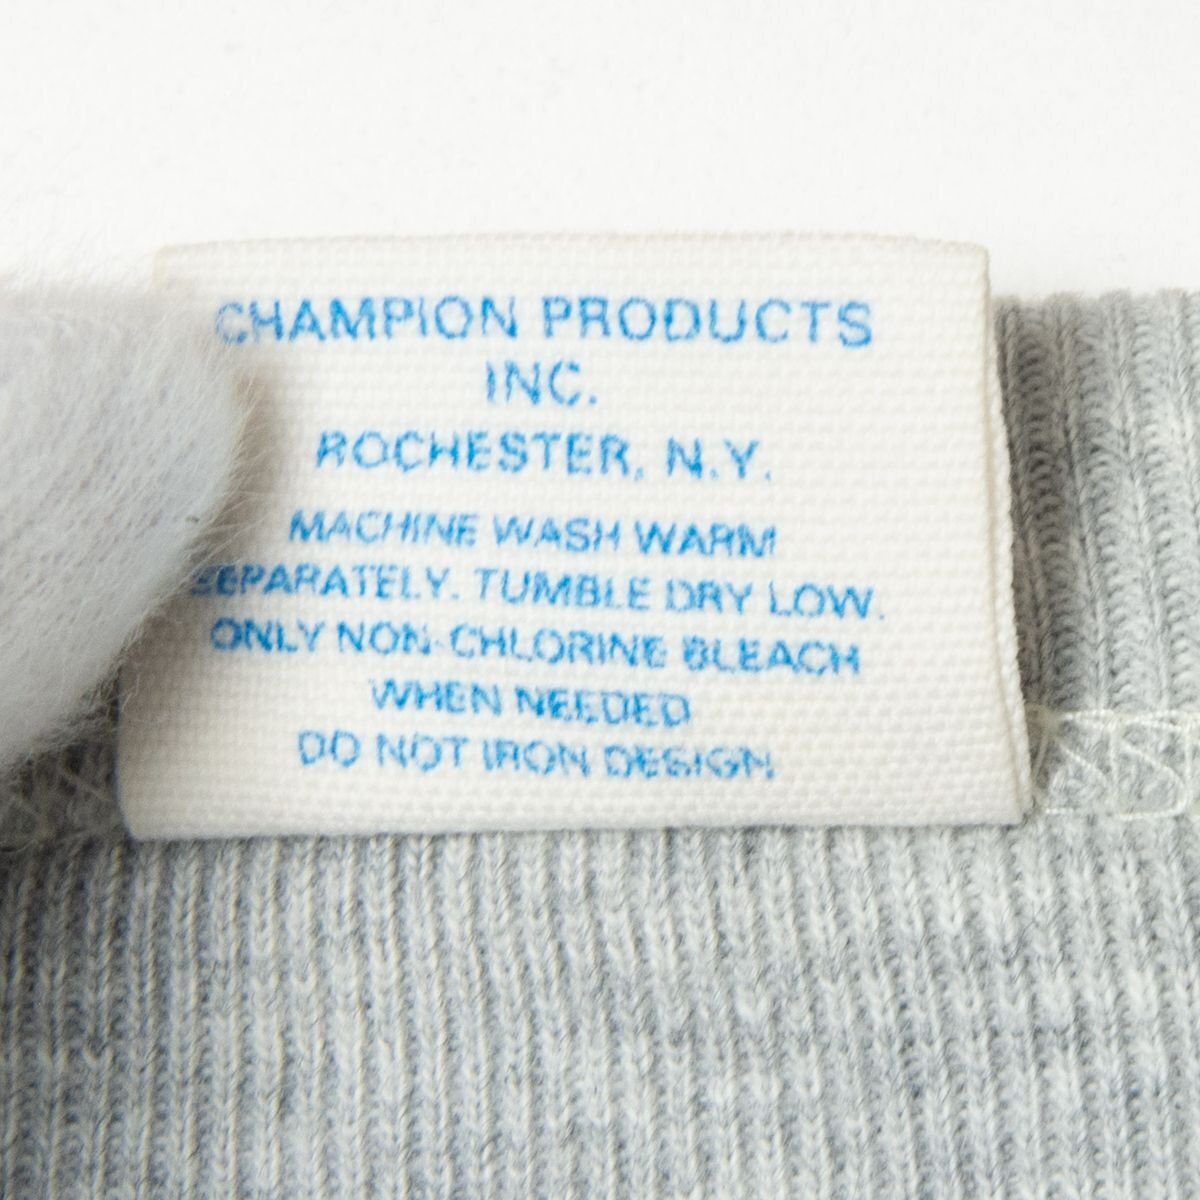 CHAMPION PRODUCTS
INC.
ROCHESTER, N.Y.
MACHINE WASH WARM
SEPARATELY. TUMBLE DRY LOW.
ONLY NON-CHLORINE BLEACH
WHEN NEEDED
DO NOT IRON DESIGN.